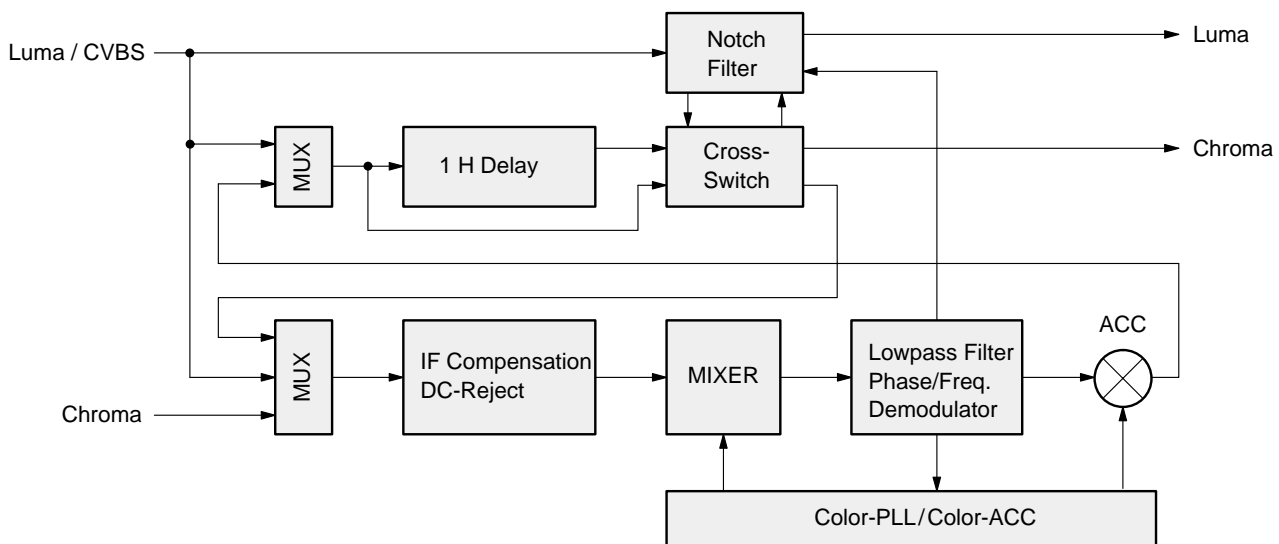 Luma / CVBS
Notch
Filter
Luma
MUX
1 H Delay
Cross-
Switch
Chroma
MUX
IF Compensation
DC-Reject
MIXER
Lowpass Filter
Phase/Freq.
Demodulator
ACC
Chroma
Color-PLL/Color-ACC